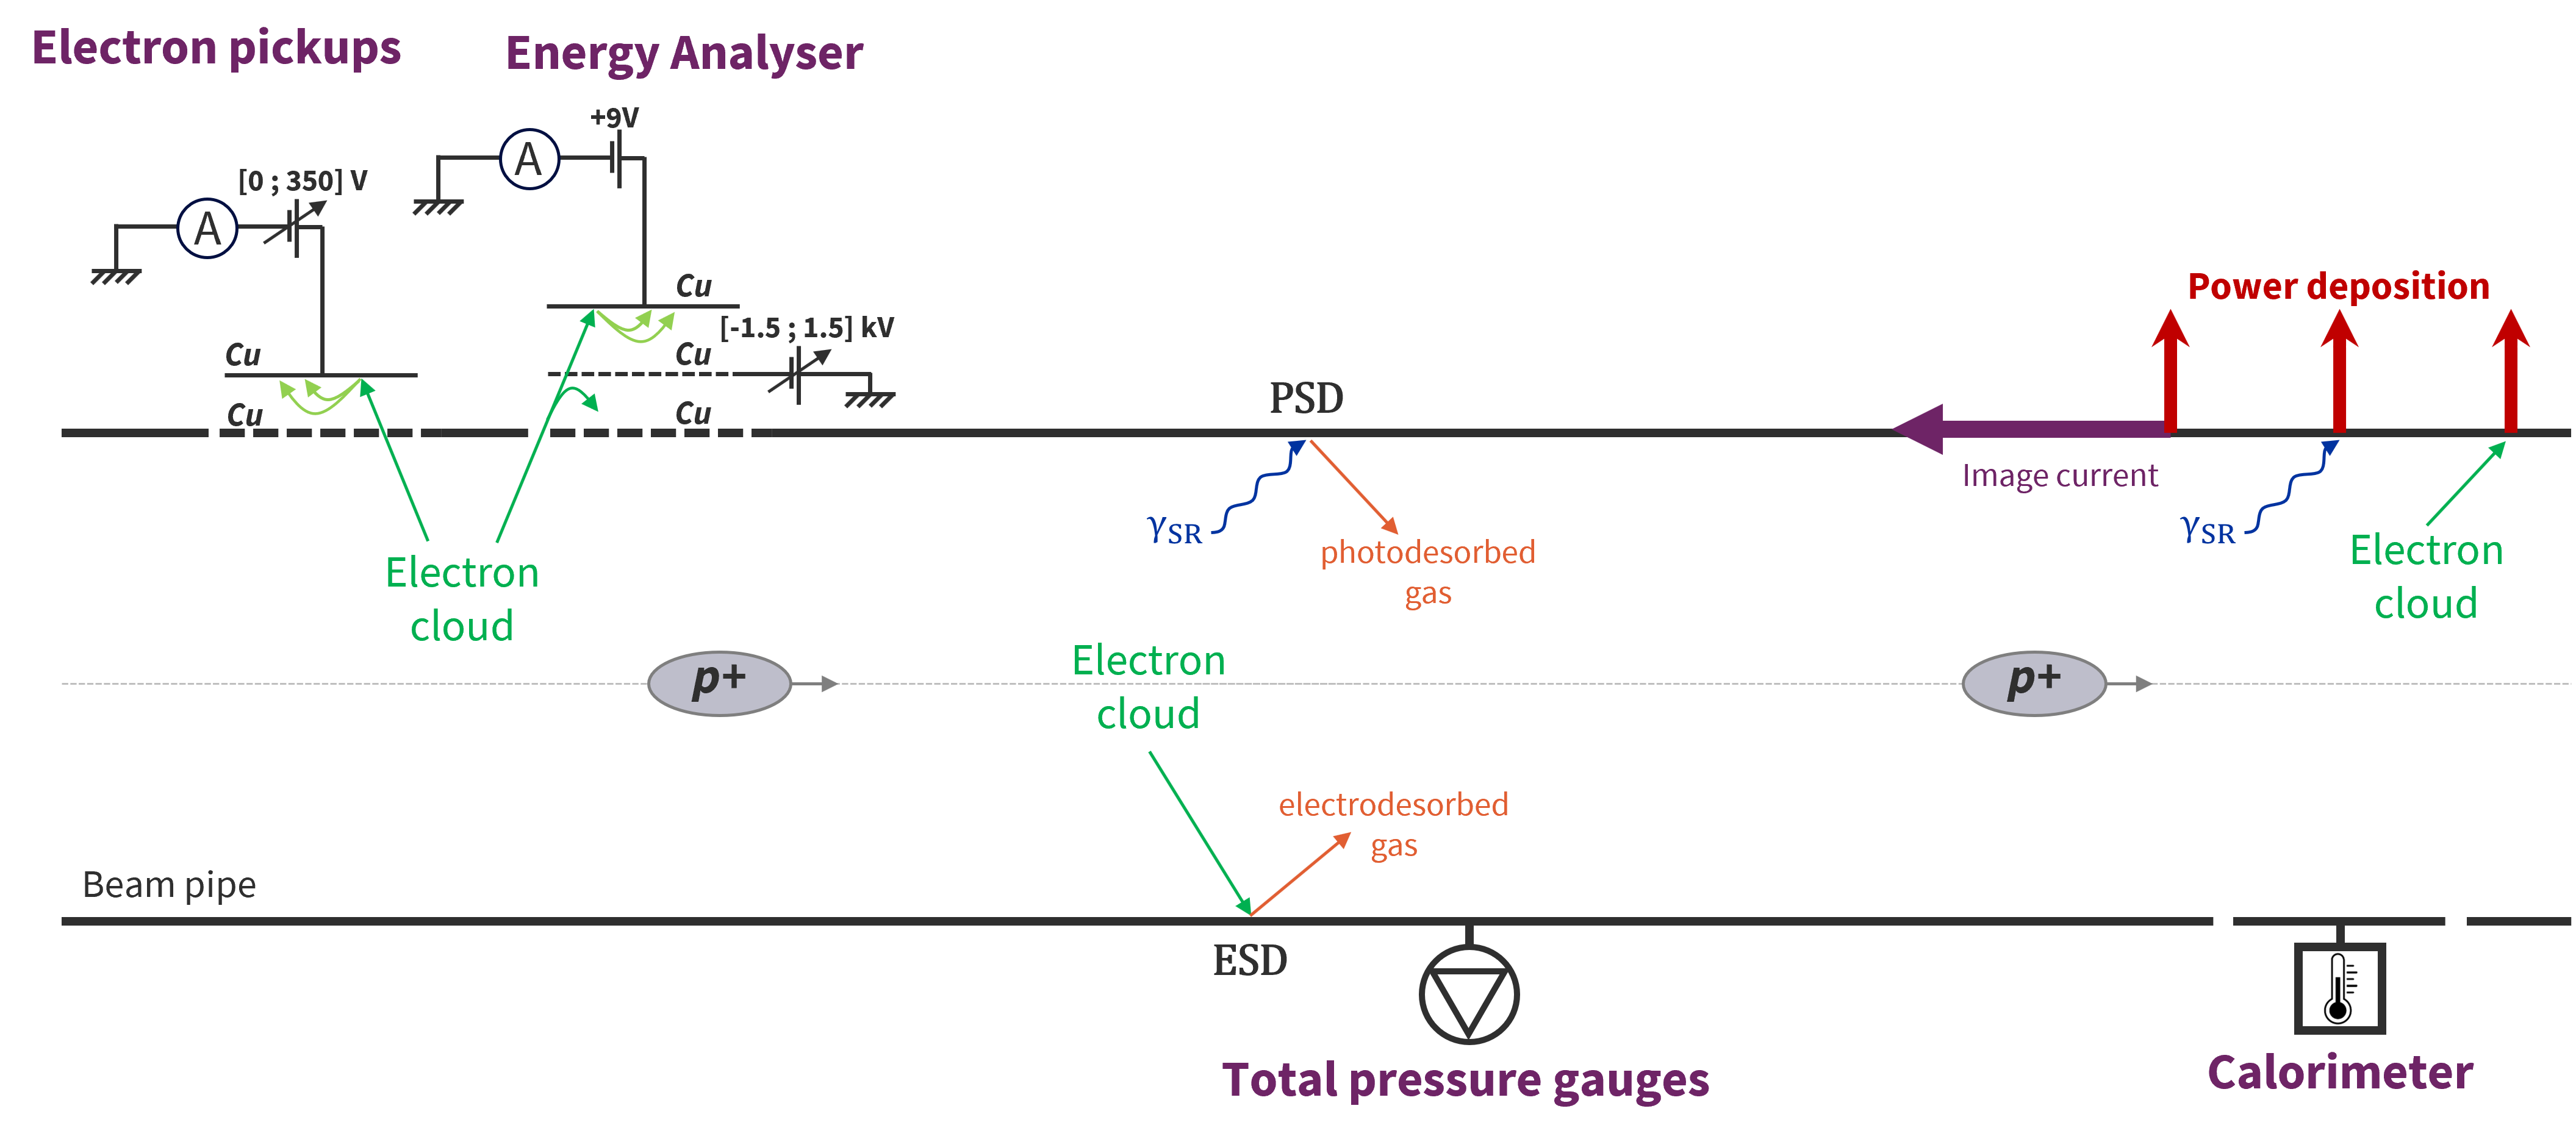 Electron pickups
Energy Analyser
+9V
A
[0 ; 350] V
A
Cu
[-1.5 ; 1.5] kV
Cu
Cu
Cu
Cu
Power deposition
PSD
Image current
γSR
photodesorbed
gas
γSR
Electron
cloud
Electron
cloud
Electron
cloud
p+
p+
electrodesorbed
gas
Beam pipe
ESD
Total pressure gauges
Calorimeter